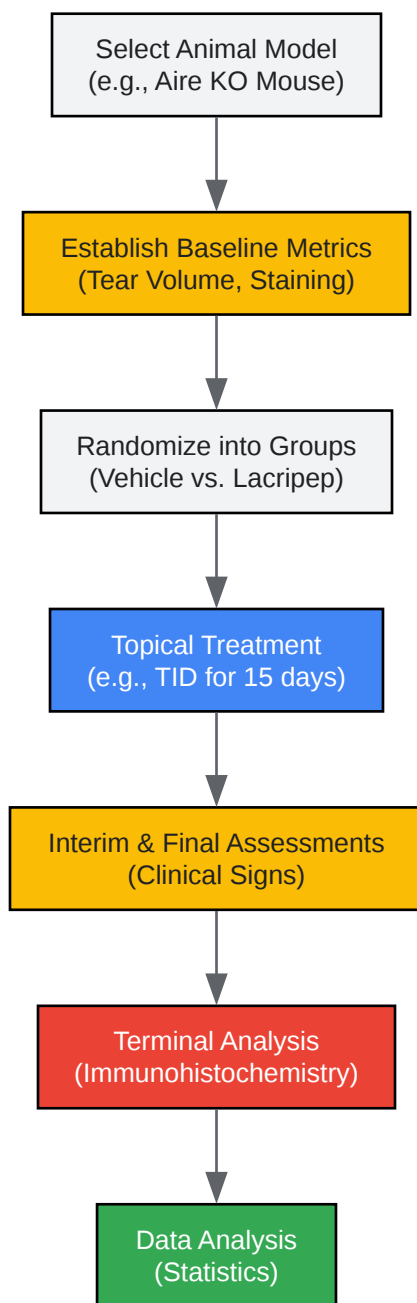 Select Animal Model
(e.g., Aire KO Mouse)
Establish Baseline Metrics
(Tear Volume, Staining)
Randomize into Groups
(Vehicle vs. Lacripep)
Topical Treatment
(e.g., TID for 15 days)
Interim & Final Assessments
(Clinical Signs)
Terminal Analysis
(Immunohistochemistry)
Data Analysis
(Statistics)